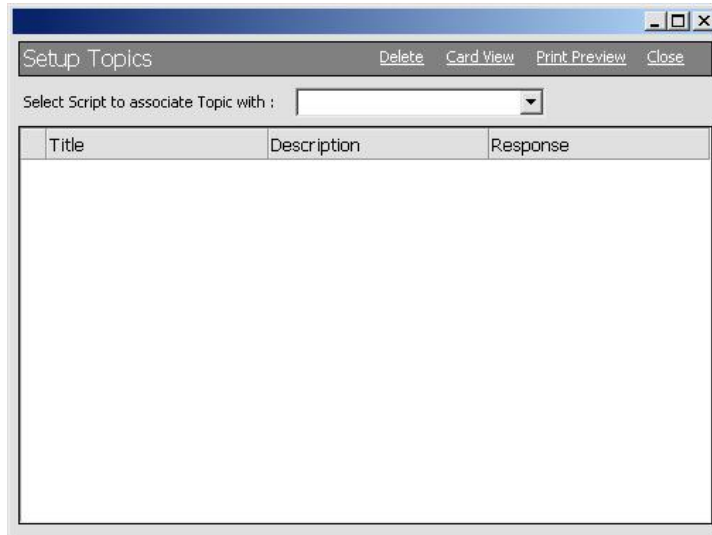 Setup Topics Delete Card View Print Preview Close
Select Script to associate Topic with :
Title Description Response